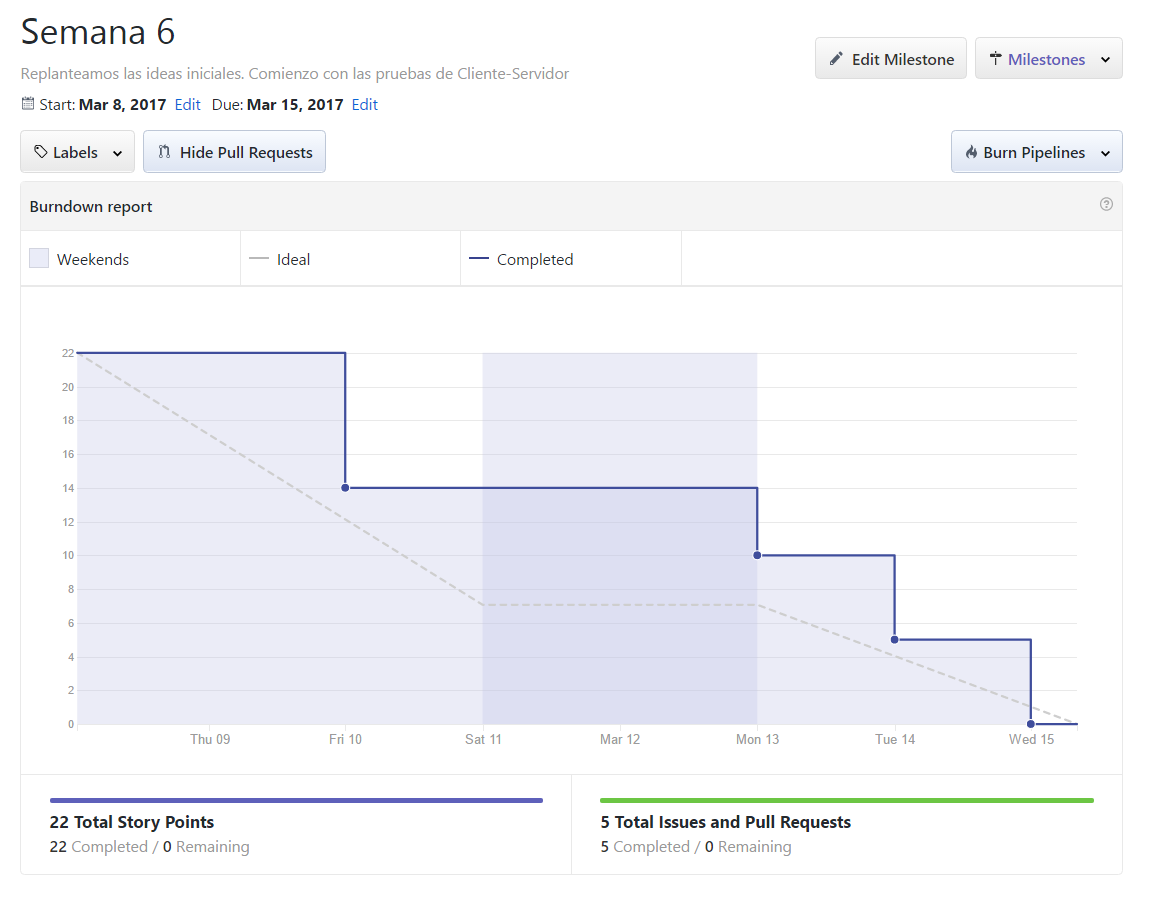 Semana 6
Replanteamos las ideas iniciales. Comienzo con las pruebas de Cliente-Servidor
Edit Milestone
Milestones
Start: Mar 8, 2017 Edit Due: Mar 15, 2017 Edit
Labels
Hide Pull Requests
Burn Pipelines
Burndown report
?
Weekends
Ideal
Completed
22
20
18
16
14
12
10
8
6
4
2
0
Thu 09
Fri 10
Sat 11
Mar 12
Mon 13
Tue 14
Wed 15
22 Total Story Points
22 Completed / 0 Remaining
5 Total Issues and Pull Requests
5 Completed / 0 Remaining